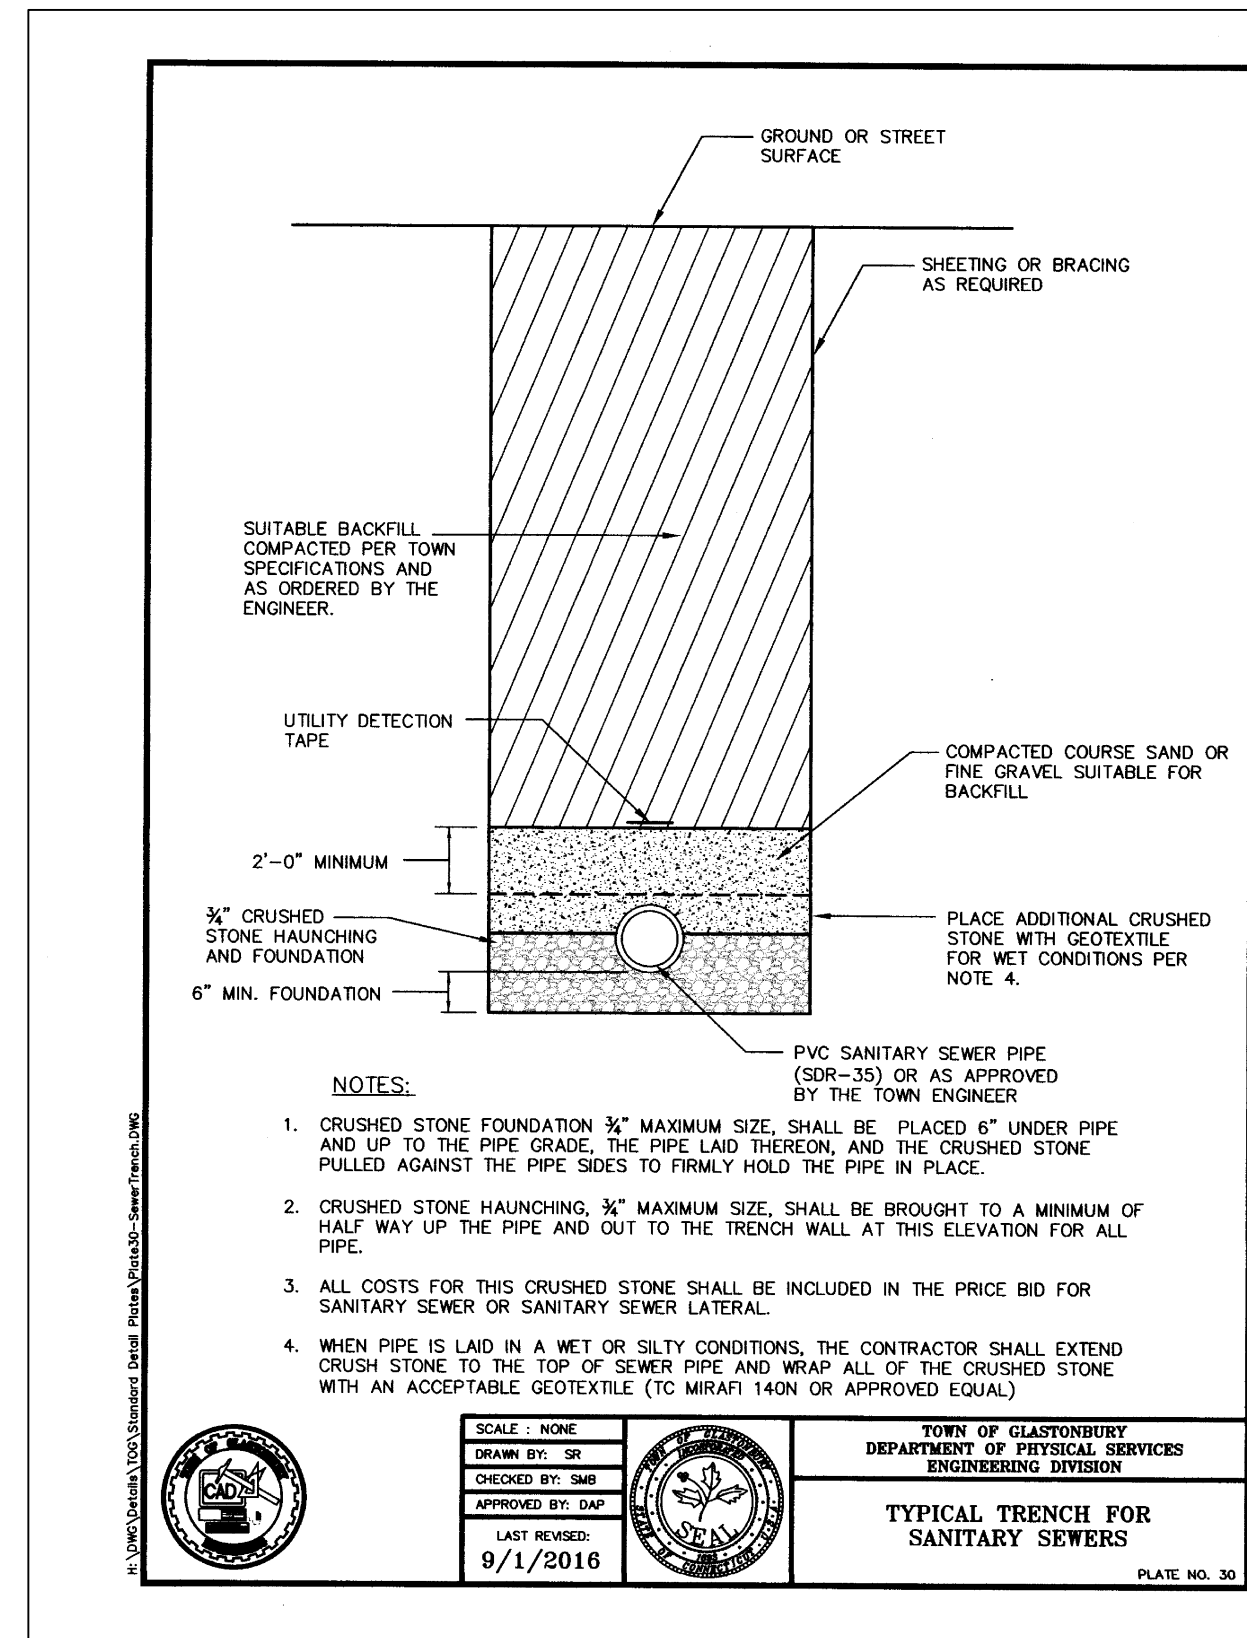 GROUND OR STREET
SURFACE
SHEETING OR BRACING
AS REQUIRED
SUITABLE BACKFILL
COMPACTED PER TOWN
SPECIFICATIONS AND
AS ORDERED BY THE
ENGINEER.
UTILITY DETECTION
TAPE
COMPACTED COURSE SAND OR
FINE GRAVEL SUITABLE FOR
BACKFILL
2'-0" MINIMUM
¾" CRUSHED
STONE HAUNCHING
AND FOUNDATION
PLACE ADDITIONAL CRUSHED
STONE WITH GEOTEXTILE
FOR WET CONDITIONS PER
NOTE 4.
6" MIN. FOUNDATION
PVC SANITARY SEWER PIPE
(SDR-35) OR AS APPROVED
BY THE TOWN ENGINEER
NOTES:
1. CRUSHED STONE FOUNDATION ¾" MAXIMUM SIZE, SHALL BE PLACED 6" UNDER PIPE
AND UP TO THE PIPE GRADE, THE PIPE LAID THEREON, AND THE CRUSHED STONE
PULLED AGAINST THE PIPE SIDES TO FIRMLY HOLD THE PIPE IN PLACE.
2. CRUSHED STONE HAUNCHING, ¾" MAXIMUM SIZE, SHALL BE BROUGHT TO A MINIMUM OF
HALF WAY UP THE PIPE AND OUT TO THE TRENCH WALL AT THIS ELEVATION FOR ALL
PIPE.
3. ALL COSTS FOR THIS CRUSHED STONE SHALL BE INCLUDED IN THE PRICE BID FOR
SANITARY SEWER OR SANITARY SEWER LATERAL.
4. WHEN PIPE IS LAID IN A WET OR SILTY CONDITIONS, THE CONTRACTOR SHALL EXTEND
CRUSH STONE TO THE TOP OF SEWER PIPE AND WRAP ALL OF THE CRUSHED STONE
WITH AN ACCEPTABLE GEOTEXTILE (TC MIRAFI 140N OR APPROVED EQUAL)
H:\DWG\Details\TOG\Standard Detail Plates\Plate30-SewerTrench.DWG
TOWN OF GLASTONBURY
CAD
SCALE : NONE
DRAWN BY: SR
CHECKED BY: SMB
APPROVED BY: DAP
LAST REVISED:
9/1/2016
TOWN OF GLASTONBURY
INCORPORATED
SEAL
STATE OF CONNECTICUT U.S.A.
TOWN OF GLASTONBURY
DEPARTMENT OF PHYSICAL SERVICES
ENGINEERING DIVISION
TYPICAL TRENCH FOR
SANITARY SEWERS
PLATE NO. 30